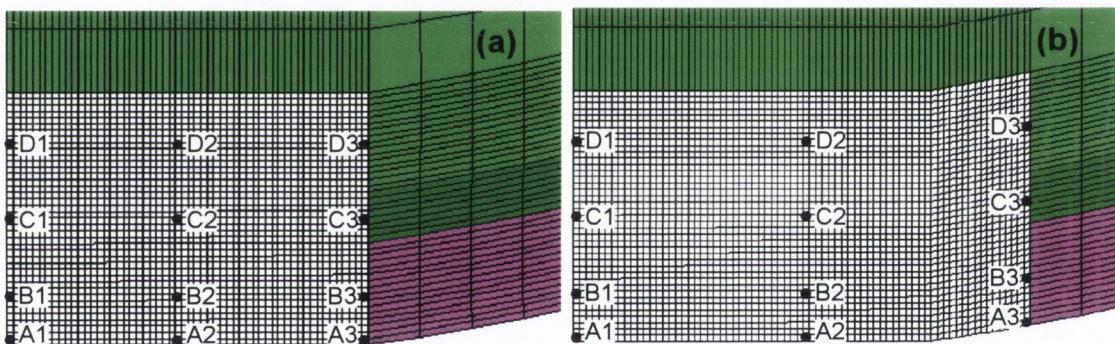 (a)
D1 D2 D3
C1 C2 C3
B1 B2 B3
A1 A2 A3
(b)
D1 D2 D3
C1 C2 C3
B1 B2 B3
A1 A2 A3